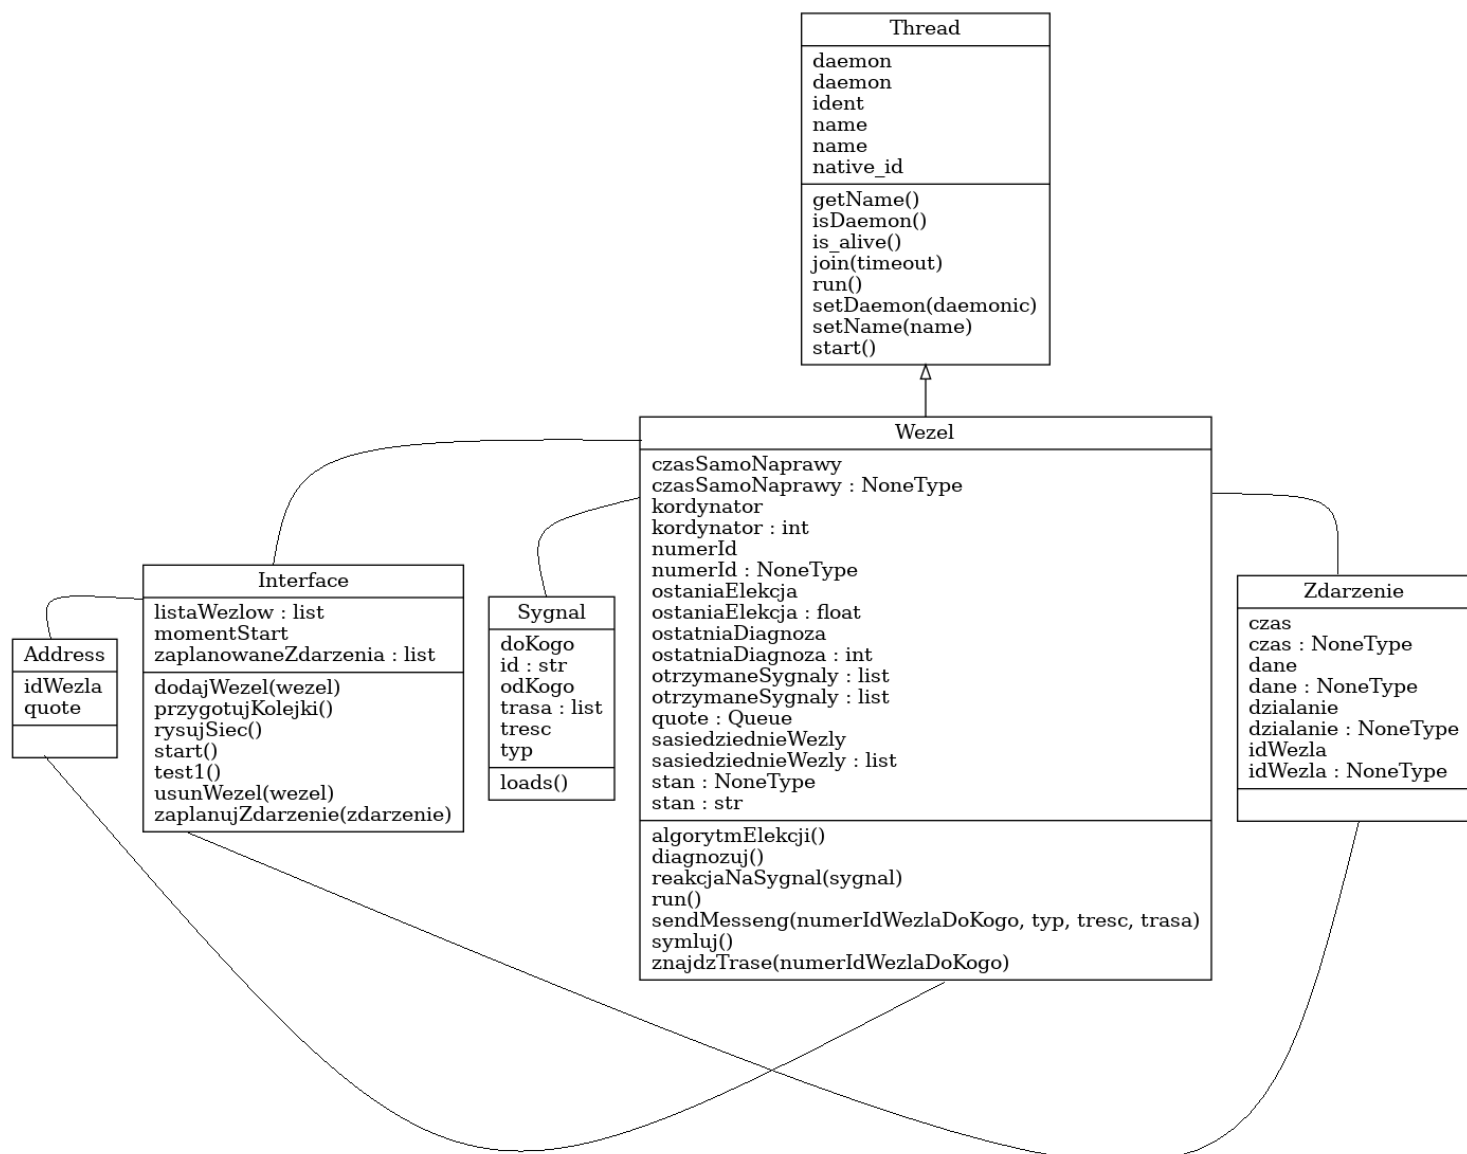 Thread
daemon
daemon
ident
name
name
native_id
getName()
isDaemon()
is_alive()
join(timeout)
run()
setDaemon(daemonic)
setName(name)
start()
Wezel
czasSamoNaprawy
czasSamoNaprawy : NoneType
kordynator
kordynator : int
numerId
numerId : NoneType
ostaniaElekcja
ostaniaElekcja : float
ostatniaDiagnoza
ostatniaDiagnoza : int
otrzymaneSygnaly : list
otrzymaneSygnaly : list
quote : Queue
sasiedziednieWezly
sasiedziednieWezly : list
stan : NoneType
stan : str
algorytmElekcji()
diagnozuj()
reakcjaNaSygnal(sygnal)
run()
sendMesseng(numerIdWezlaDoKogo, typ, tresc, trasa)
symluj()
znajdzTrase(numerIdWezlaDoKogo)
Interface
listaWezlow : list
momentStart
zaplanowaneZdarzenia : list
dodajWezel(wezel)
przygotujKolejki()
rysujSiec()
start()
test1()
usunWezel(wezel)
zaplanujZdarzenie(zdarzenie)
Sygnal
doKogo
id : str
odKogo
trasa : list
tresc
typ
loads()
Address
idWezla
quote
Zdarzenie
czas
czas : NoneType
dane
dane : NoneType
dzialanie
dzialanie : NoneType
idWezla
idWezla : NoneType